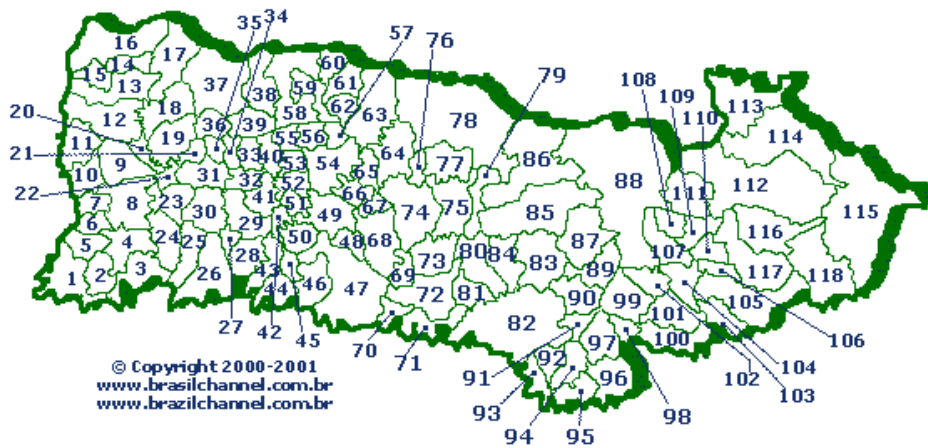 35 34
57 76
16 60 79
17 108
15 14 61 109
13 37 38 59 110 113
20 18 58 62 63 78 114
12 36 39 55 56 86
11 19 88
21 33 40 53 54 64 77 112
10 9 31 32 52 65 111
22 41 51 66 74 75 85 115
7 8 23 30 49 67 116
6 29 50 48 68 87
5 4 24 25 28 73 80 84 83 107
1 2 3 26 43 46 69 89 117 118
44 47 72 81 90 99 105
27 42 45 82 101
70 71 97 100 106
© Copyright 2000-2001 92 104
www.brasilchannel.com.br 91 96 102 103
www.brazilchannel.com.br 93 98
94 95